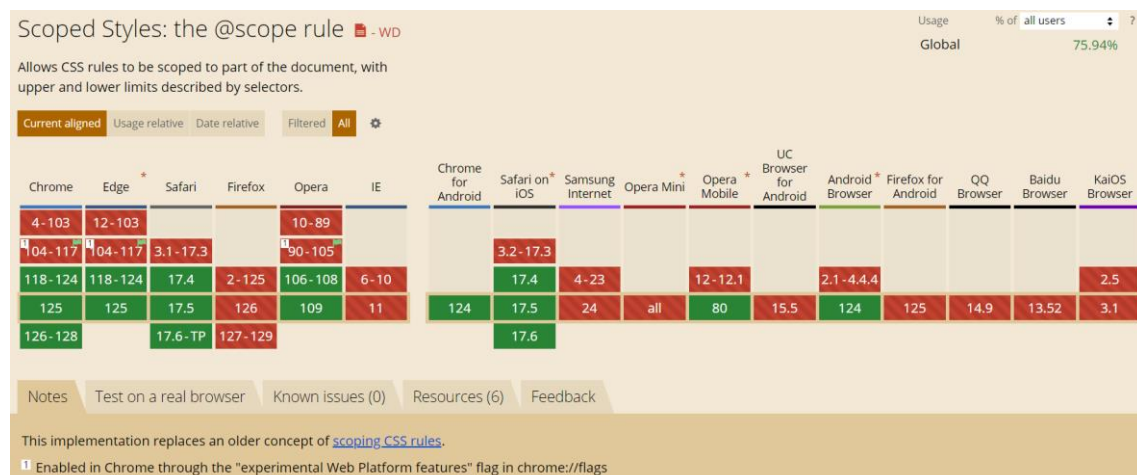 Scoped Styles: the @scope rule - WD
Usage % of all users ?
Global 75.94%
Allows CSS rules to be scoped to part of the document, with
upper and lower limits described by selectors.
Current aligned Usage relative Date relative Filtered All
Chrome Edge * Safari Firefox Opera IE Chrome for Android Safari on iOS * Samsung Internet Opera Mini * Opera Mobile * UC Browser for Android Android Browser * Firefox for Android QQ Browser Baidu Browser KaiOS Browser
4-103 12-103 10-89
1 104-117 1 104-117 3.1-17.3 1 90-105 3.2-17.3
118-124 118-124 17.4 2-125 106-108 6-10 17.4 4-23 12-12.1 2.1-4.4.4 2.5
125 125 17.5 126 109 11 124 17.5 24 all 80 15.5 124 125 14.9 13.52 3.1
126-128 17.6-TP 127-129 17.6
Notes Test on a real browser Known issues (0) Resources (6) Feedback
This implementation replaces an older concept of scoping CSS rules.
1 Enabled in Chrome through the "experimental Web Platform features" flag in chrome://flags